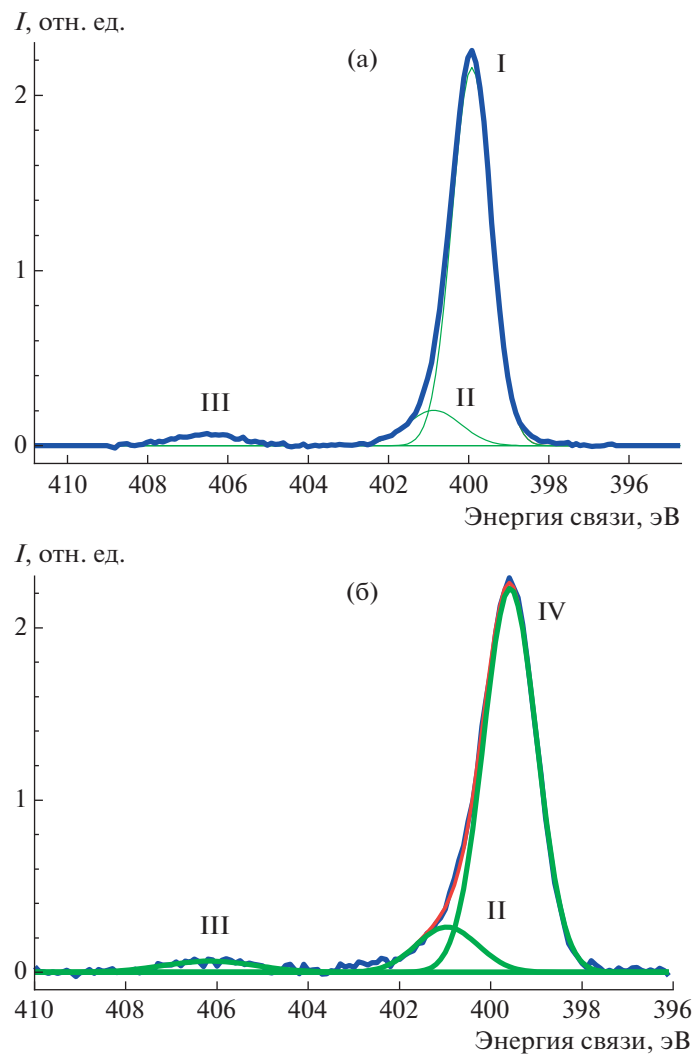 I, отн. ед.
(а)
I
2
1
II
III
0
410 408 406 404 402 400 398 396
Энергия связи, эВ
I, отн. ед.
(б)
IV
2
1
III
II
0
410 408 406 404 402 400 398 396
Энергия связи, эВ